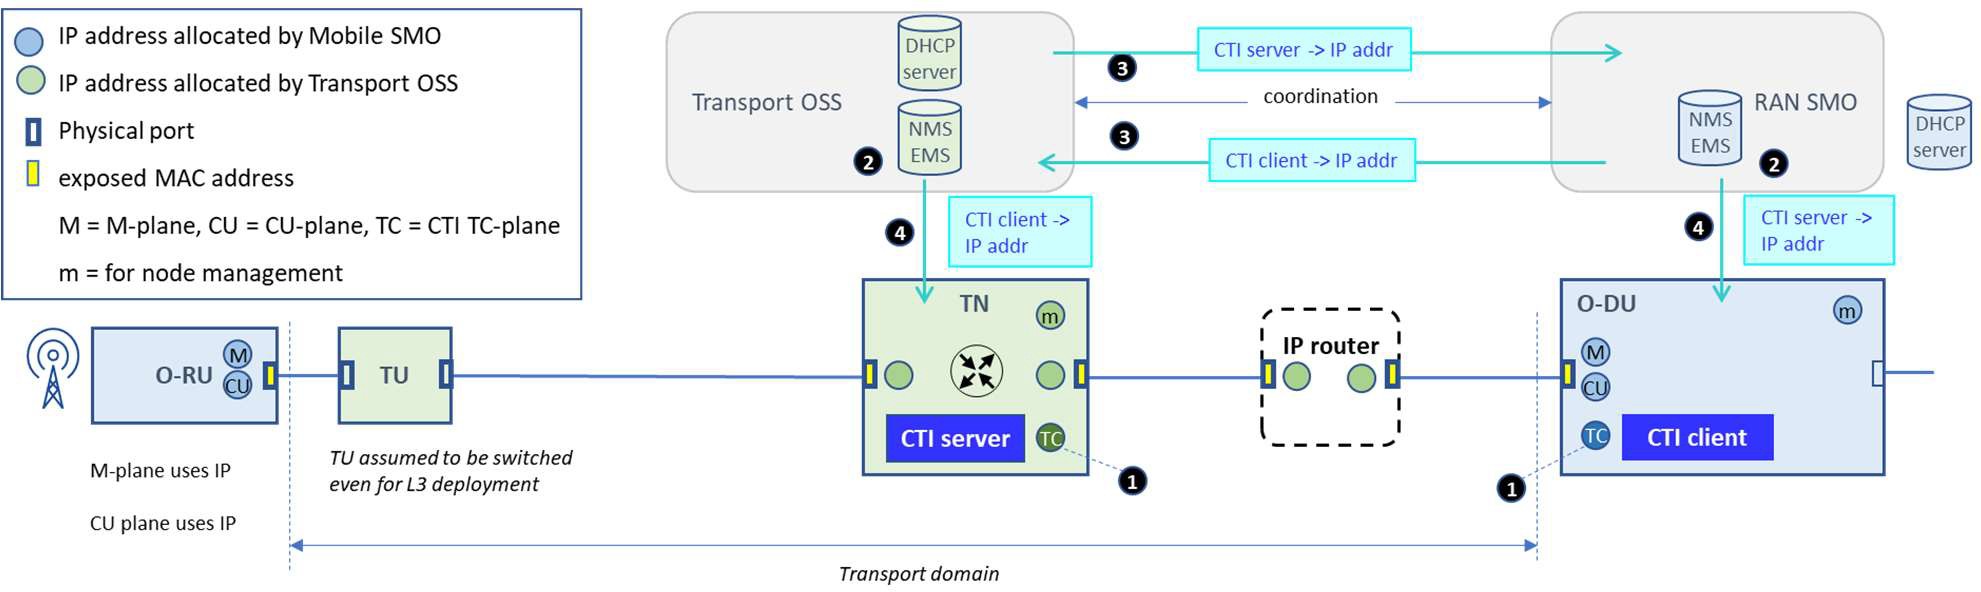 IP address allocated by Mobile SMO
IP address allocated by Transport OSS
Physical port
exposed MAC address
M = M-plane, CU = CU-plane, TC = CTI TC-plane
m = for node management
DHCP
server
Transport OSS
NMS
EMS
2
3
CTI server -> IP addr
coordination
3
CTI client -> IP addr
NMS
EMS
RAN SMO
2
DHCP
server
4
CTI client ->
IP addr
4
CTI server ->
IP addr
O-RU
M
CU
TU
TN
m
CTI server
TC
1
IP router
O-DU
m
M
CU
TC
CTI client
1
M-plane uses IP
CU plane uses IP
TU assumed to be switched
even for L3 deployment
Transport domain